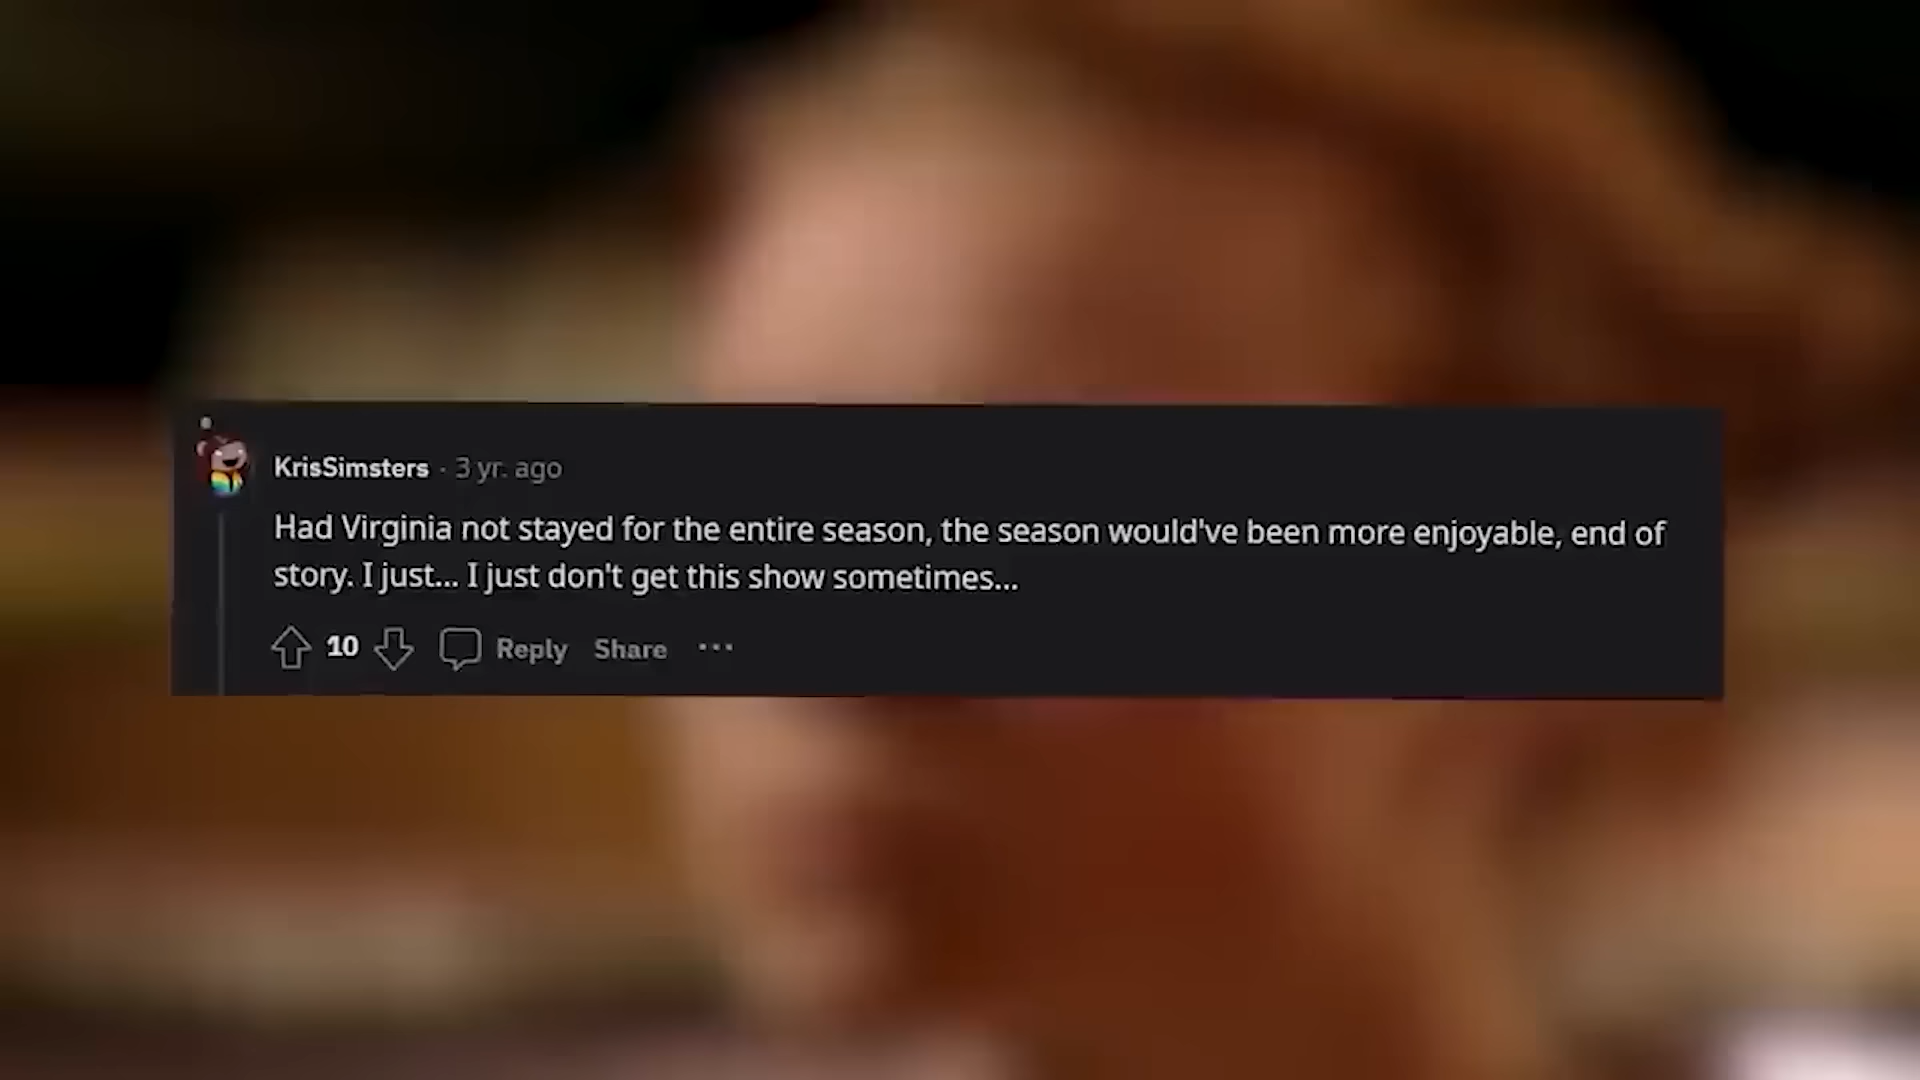 KrisSimsters · 3 yr. ago
Had Virginia not stayed for the entire season, the season would've been more enjoyable, end of
story. I just... I just don't get this show sometimes...
10 Reply Share ...